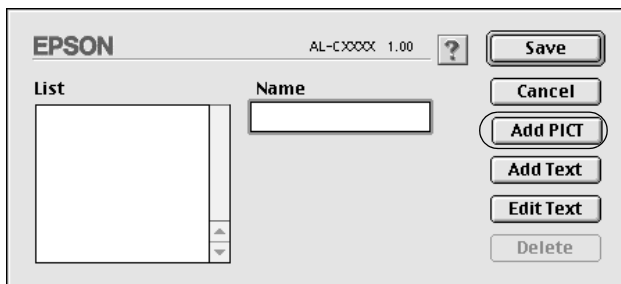 EPSON AL-CXXXX 1.00 ? Save
List Name Cancel
Add PICT
Add Text
Edit Text
Delete